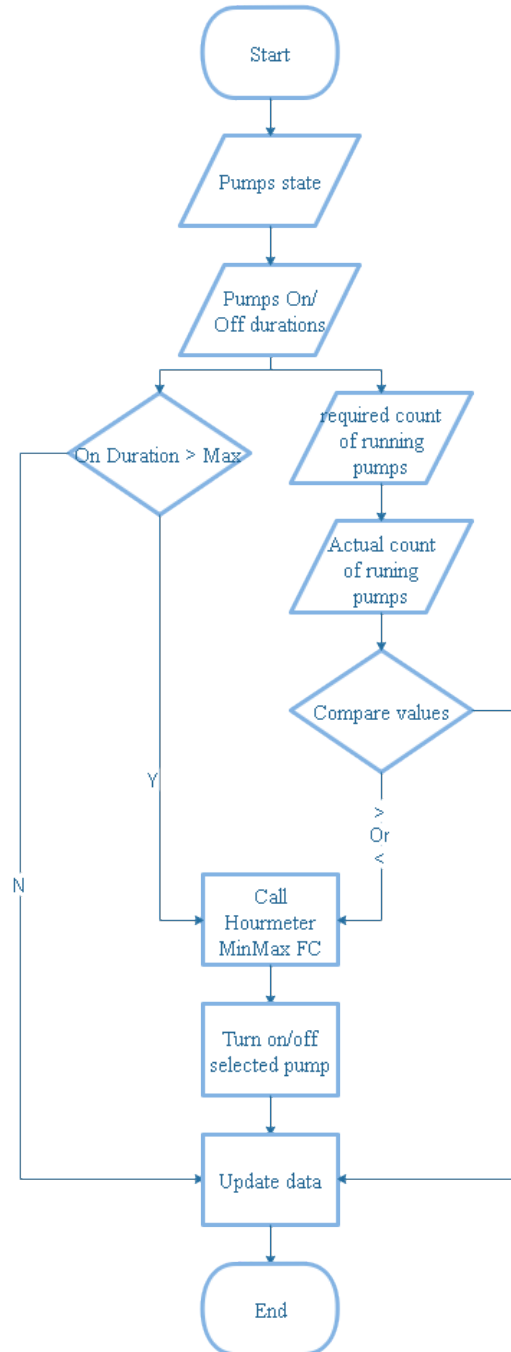 Start
Pumps state
Pumps On/
Off durations
On Duration > Max
required count
of running
pumps
Actual count
of runing
pumps
Compare values
Y
>
Or
<
N
Call
Hourmeter
MinMax FC
Turn on/off
selected pump
Update data
End